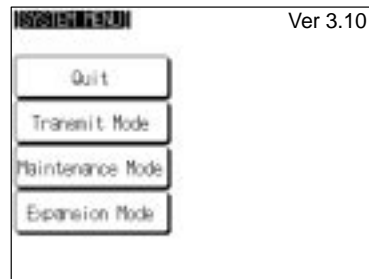 [SYSTEM MENU] Ver 3.10
Quit
Transmit Mode
Maintenance Mode
Expansion Mode